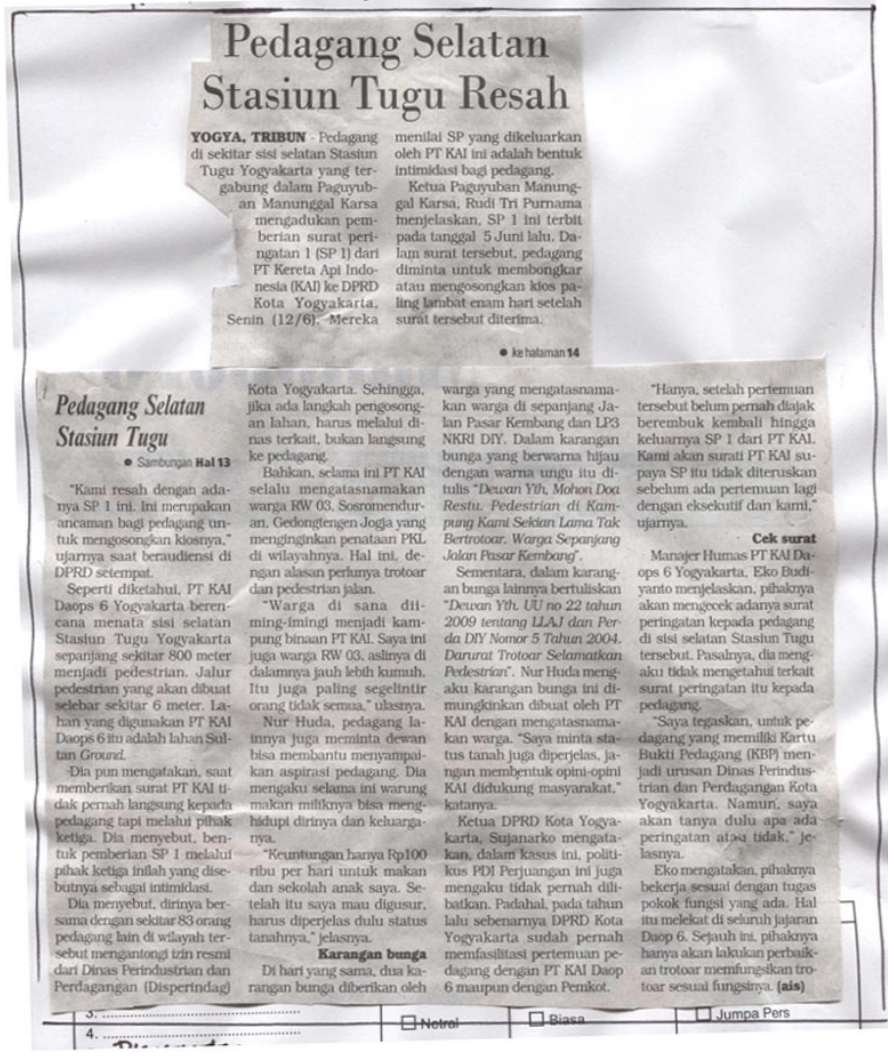 Pedagang Selatan
Stasiun Tugu Resah
YOGYA, TRIBUN - Pedagang
di sekitar sisi selatan Stasiun
Tugu Yogyakarta yang ter-
gabung dalam Paguyub-
an Manunggal Karsa
mengadukan pem-
berian surat peri-
ngatan 1 (SP 1) dari
PT Kereta Api Indo-
nesia (KAI) ke DPRD
Kota Yogyakarta,
Senin (12/6). Mereka
menilai SP yang dikeluarkan
oleh PT KAI ini adalah bentuk
intimidasi bagi pedagang.
Ketua Paguyuban Manung-
gal Karsa, Rudi Tri Purnama
menjelaskan, SP 1 ini terbit
pada tanggal 5 Juni lalu. Da-
lam surat tersebut, pedagang
diminta untuk membongkar
atau mengosongkan kios pa-
ling lambat enam hari setelah
surat tersebut diterima.
● ke halaman 14
Pedagang Selatan
Stasiun Tugu
● Sambungan Hal 13
"Kami resah dengan ada-
nya SP 1 ini. Ini merupakan
ancaman bagi pedagang un-
tuk mengosongkan kiosnya,"
ujarnya saat beraudiensi di
DPRD setempat.
Seperti diketahui, PT KAI
Daops 6 Yogyakarta beren-
cana menata sisi selatan
Stasiun Tugu Yogyakarta
sepanjang sekitar 800 meter
menjadi pedestrian. Jalur
pedestrian yang akan dibuat
selebar sekitar 6 meter. La-
han yang digunakan PT KAI
Daops 6 itu adalah lahan Sul-
tan Ground.
Dia pun mengatakan, saat
memberikan surat PT KAI ti-
dak pernah langsung kepada
pedagang tapi melalui pihak
ketiga. Dia menyebut, ben-
tuk pemberian SP 1 melalui
pihak ketiga inilah yang dise-
butnya sebagai intimidasi.
Dia menyebut, dirinya ber-
sama dengan sekitar 83 orang
pedagang lain di wilayah ter-
sebut mengantongi izin resmi
dari Dinas Perindustrian dan
Perdagangan (Disperindag)
Kota Yogyakarta. Sehingga,
jika ada langkah pengosong-
an lahan, harus melalui di-
nas terkait, bukan langsung
ke pedagang.
Bahkan, selama ini PT KAI
selalu mengatasnamakan
warga RW 03, Sosromendur-
an, Gedongtengen Jogja yang
menginginkan penataan PKL
di wilayahnya. Hal ini, de-
ngan alasan perlunya trotoar
dan pedestrian jalan.
"Warga di sana dii-
ming-imingi menjadi kam-
pung binaan PT KAI. Saya ini
juga warga RW 03, aslinya di
dalamnya jauh lebih kumuh.
Itu juga paling segelintir
orang tidak semua," ulasnya.
Nur Huda, pedagang la-
innya juga meminta dewan
bisa membantu menyampai-
kan aspirasi pedagang. Dia
mengaku selama ini warung
makan miliknya bisa meng-
hidupi dirinya dan keluarga-
nya.
"Keuntungan hanya Rp100
ribu per hari untuk makan
dan sekolah anak saya. Se-
telah itu saya mau digusur,
harus diperjelas dulu status
tanahnya," jelasnya.
Karangan bunga
Di hari yang sama, dua ka-
rangan bunga diberikan oleh
warga yang mengatasnama-
kan warga di sepanjang Ja-
lan Pasar Kembang dan LP3
NKRI DIY. Dalam karangan
bunga yang berwarna hijau
dengan warna ungu itu di-
tulis "Dewan Yth, Mohon Doa
Restu. Pedestrian di Kam-
pung Kami Sekian Lama Tak
Bertrotoar. Warga Sepanjang
Jalan Pasar Kembang".
Sementara, dalam karang-
an bunga lainnya bertuliskan
"Dewan Yth. UU no 22 tahun
2009 tentang LLAJ dan Per-
da DIY Nomor 5 Tahun 2004,
Darurat Trotoar Selamatkan
Pedestrian". Nur Huda meng-
aku karangan bunga ini di-
mungkinkan dibuat oleh PT
KAI dengan mengatasnama-
kan warga. "Saya minta sta-
tus tanah juga diperjelas, ja-
ngan membentuk opini-opini
KAI didukung masyarakat,"
katanya.
Ketua DPRD Kota Yogya-
karta, Sujanarko mengata-
kan, dalam kasus ini, politi-
kus PDI Perjuangan ini juga
mengaku tidak pernah dili-
batkan. Padahal, pada tahun
lalu sebenarnya DPRD Kota
Yogyakarta sudah pernah
memfasilitasi pertemuan pe-
dagang dengan PT KAI Daop
6 maupun dengan Pemkot.
"Hanya, setelah pertemuan
tersebut belum pernah diajak
berembuk kembali hingga
keluarnya SP 1 dari PT KAI.
Kami akan surati PT KAI su-
paya SP itu tidak diteruskan
sebelum ada pertemuan lagi
dengan eksekutif dan kami,"
ujarnya.
Cek surat
Manajer Humas PT KAI Da-
ops 6 Yogyakarta, Eko Budi-
yanto menjelaskan, pihaknya
akan mengecek adanya surat
peringatan kepada pedagang
di sisi selatan Stasiun Tugu
tersebut. Pasalnya, dia meng-
aku tidak mengetahui terkait
surat peringatan itu kepada
pedagang.
"Saya tegaskan, untuk pe-
dagang yang memiliki Kartu
Bukti Pedagang (KBP) men-
jadi urusan Dinas Perindus-
trian dan Perdagangan Kota
Yogyakarta. Namun, saya
akan tanya dulu apa ada
peringatan atau tidak," je-
lasnya.
Eko mengatakan, pihaknya
bekerja sesuai dengan tugas
pokok fungsi yang ada. Hal
itu melekat di seluruh jajaran
Daop 6. Sejauh ini, pihaknya
hanya akan lakukan perbaik-
an trotoar memfungsikan tro-
toar sesuai fungsinya. (ais)
3. ....................
4. ....................
Netral
Biasa
Jumpa Pers